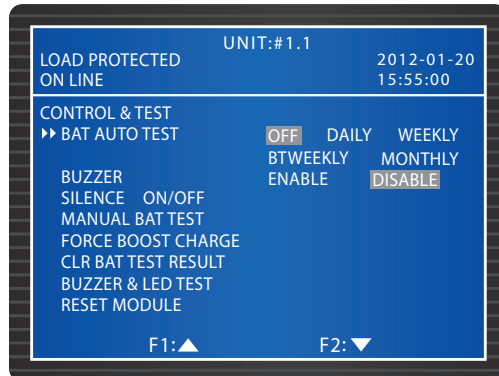 UNIT:#1.1
LOAD PROTECTED 2012-01-20
ON LINE 15:55:00
CONTROL & TEST
BAT AUTO TEST OFF DAILY WEEKLY
BTWEEKLY MONTHLY
BUZZER ENABLE DISABLE
SILENCE ON/OFF
MANUAL BAT TEST
FORCE BOOST CHARGE
CLR BAT TEST RESULT
BUZZER & LED TEST
RESET MODULE
F1:▲ F2:▼